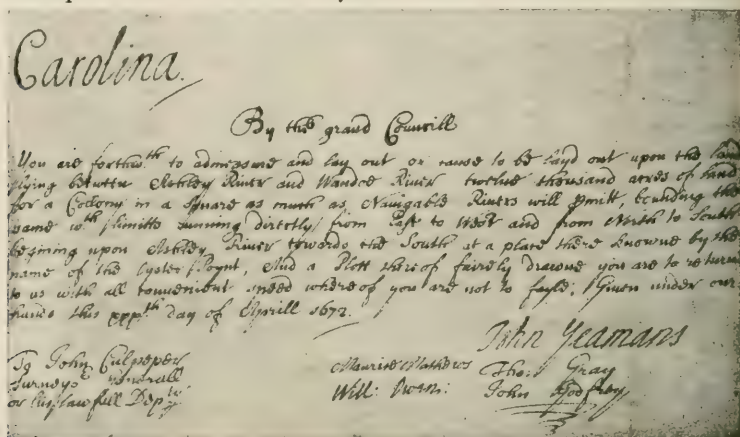 Carolina.
By the grand Councill
You are forthwth to admeasure and lay out or cause to be layd out upon the land
lying betweene Ashley River and Wandoe River twelve thousand acres of land
for a Collony in a Square as much as Navigable Rivers will pmitt, bounding the
same wth Limitts running directly from East to West and from North to South
begining upon Ashley River towards the South at a place there knowne by the
name of the Oyster Poynt, And a Plott thereof fairely drawne you are to returne
to us with all convenient speed whereof you are not to fayle, Given under our
hands this xxxth day of Aprill 1672.
John Yeamans
To John Culpeper
Surveyr Generall
or his lawfull Depty
Maurice Mathews
Will: Owen:
Tho: Gray
John Godfrey